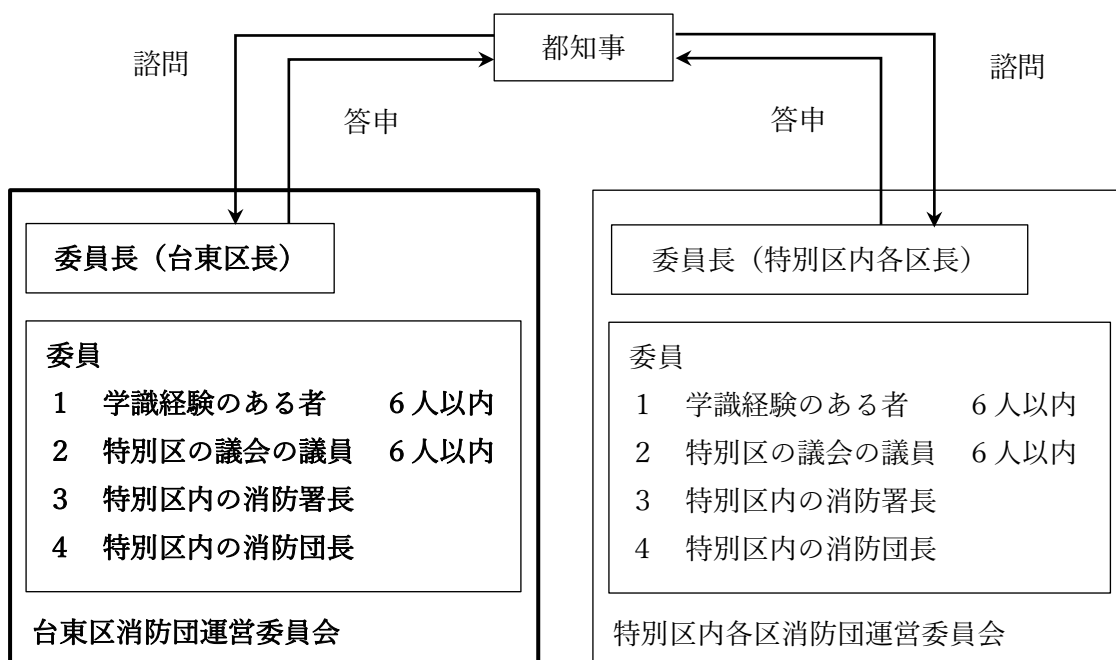 都知事
諮問
諮問
答申
答申
委員長（台東区長）
委員
1 学識経験のある者 6人以内
2 特別区の議会の議員 6人以内
3 特別区内の消防署長
4 特別区内の消防団長
台東区消防団運営委員会
委員長（特別区内各区長）
委員
1 学識経験のある者 6人以内
2 特別区の議会の議員 6人以内
3 特別区内の消防署長
4 特別区内の消防団長
特別区内各区消防団運営委員会